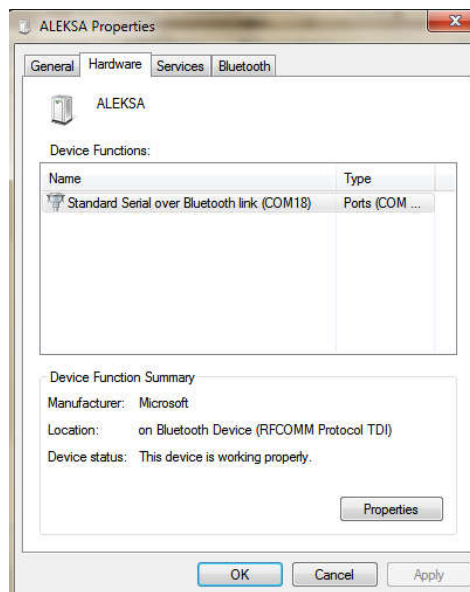 ALEKSA Properties
General Hardware Services Bluetooth
ALEKSA
Device Functions:
Name Type
Standard Serial over Bluetooth link (COM18) Ports (COM ...
Device Function Summary
Manufacturer: Microsoft
Location: on Bluetooth Device (RFCOMM Protocol TDI)
Device status: This device is working properly.
Properties
OK Cancel Apply